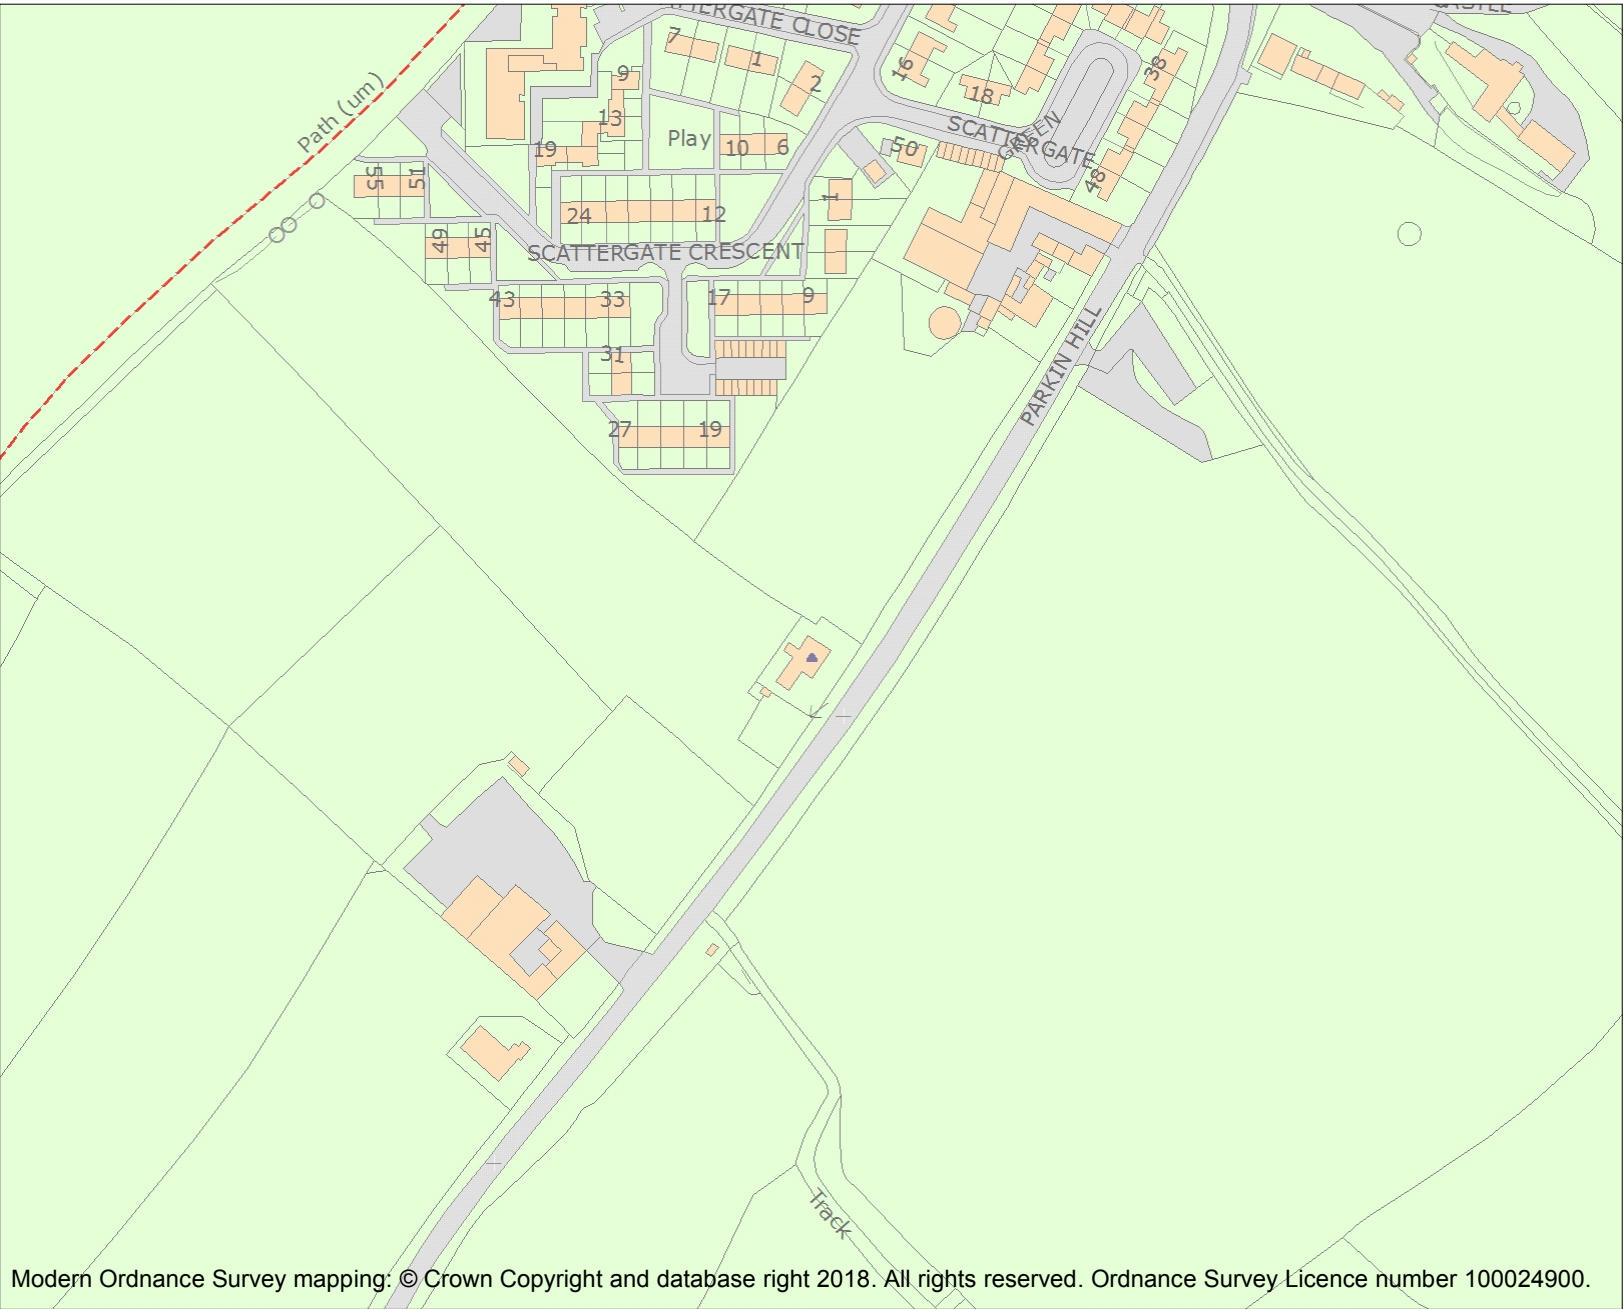 TTERGATE CLOSE
CASTLE
7
1
2
16
18
38
9
13
19
Play
10
6
50
SCATTERGATE
GREEN
48
Path (um)
55
51
24
12
1
49
45
SCATTERGATE CRESCENT
43
33
17
9
31
27
19
PARKIN HILL
Track
Modern Ordnance Survey mapping: © Crown Copyright and database right 2018. All rights reserved. Ordnance Survey Licence number 100024900.